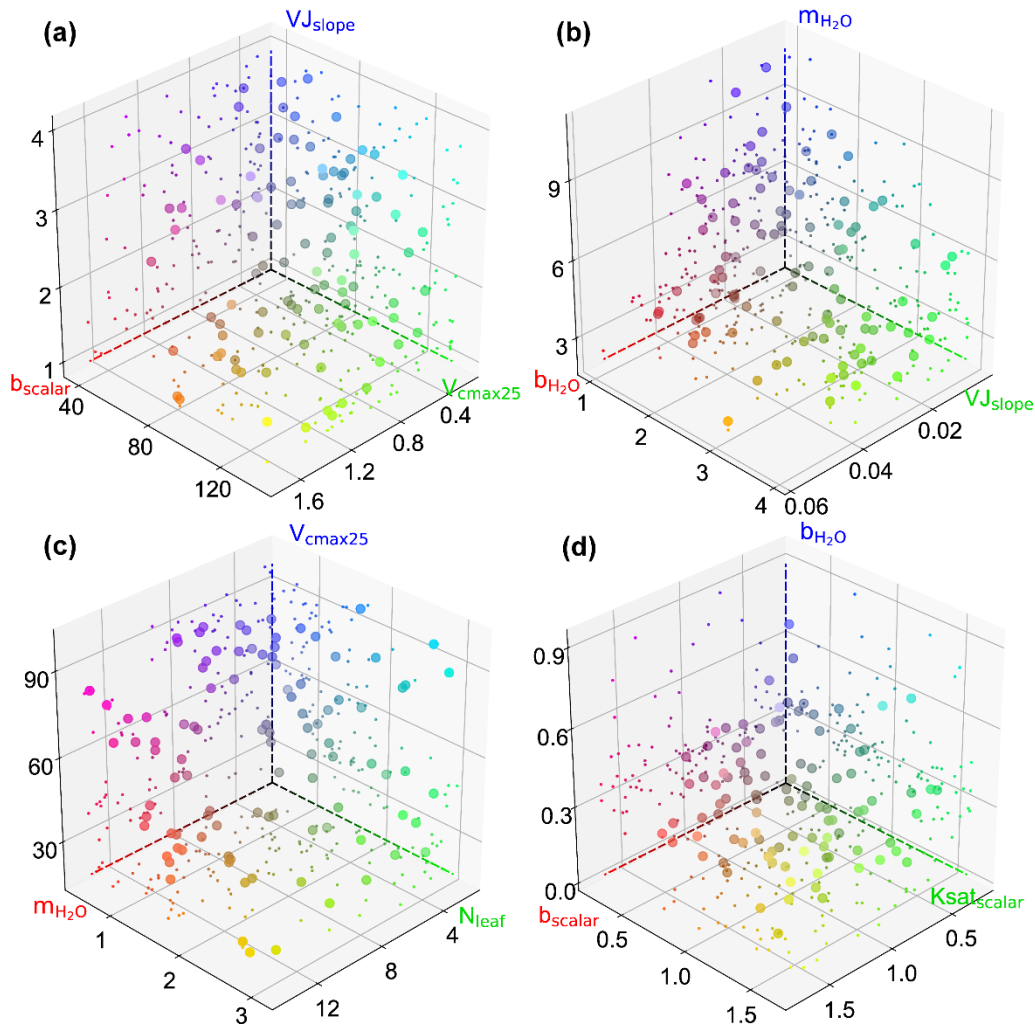 (a)
VJslope
4
3
2
1
bscalar
40
80
120
Vcmax25
0.4
0.8
1.2
1.6
(b)
mH2O
9
6
3
bH2O
1
2
3
4
VJslope
0.02
0.04
0.06
(c)
Vcmax25
90
60
30
mH2O
1
2
3
Nleaf
4
8
12
(d)
bH2O
0.9
0.6
0.3
0.0
bscalar
0.5
1.0
1.5
Ksatscalar
0.5
1.0
1.5